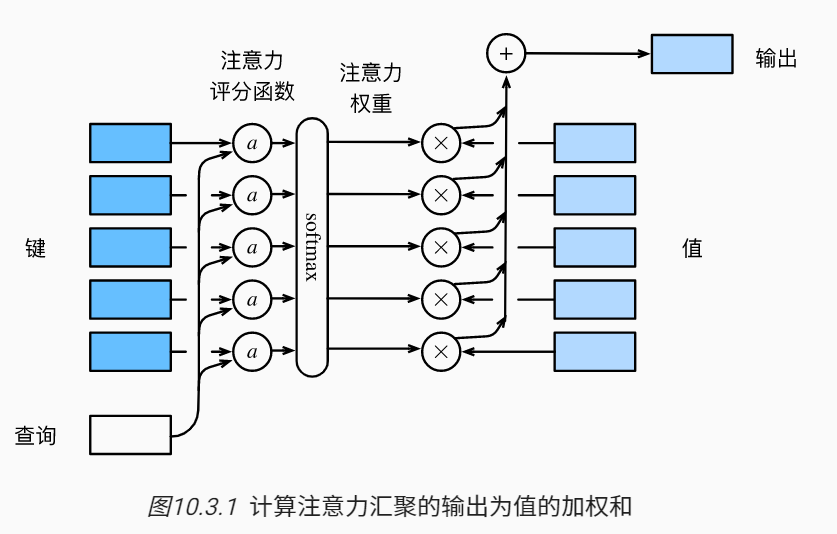 注意力
评分函数
注意力
权重
+
输出
a
×
a
×
键
a
softmax
×
值
a
×
a
×
查询
图10.3.1 计算注意力汇聚的输出为值的加权和